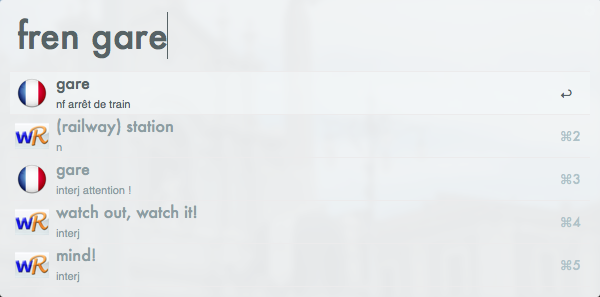 fren gare
gare
nf arrêt de train
↩
WR
(railway) station
n
⌘2
gare
interj attention !
⌘3
WR
watch out, watch it!
interj
⌘4
WR
mind!
interj
⌘5